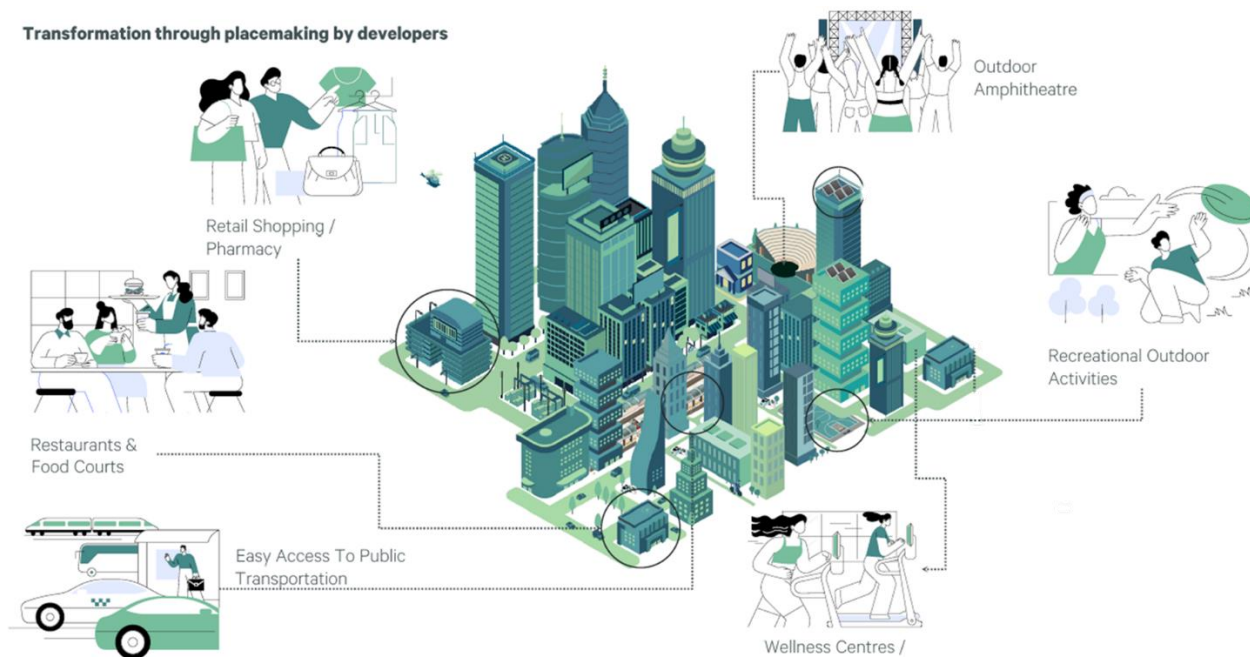 Transformation through placemaking by developers
Outdoor
Amphitheatre
Retail Shopping /
Pharmacy
Recreational Outdoor
Activities
Restaurants &
Food Courts
Easy Access To Public
Transportation
Wellness Centres /